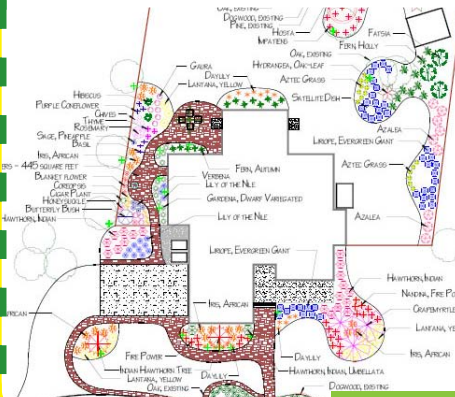 OAK, EXISTING
DOGWOOD, EXISTING
PINE, EXISTING
HOSTA
IMPATIENS
FATSIA
FERN, HOLLY
OAK, EXISTING
HYDRANGEA, OAK-LEAF
AZTEC GRASS
SATELLITE DISH
GAURA
DAYLILY
LANTANA, YELLOW
HIBISCUS
PURPLE CONEFLOWER
CHIVES
THYME
ROSEMARY
SAGE, PINEAPPLE
BASIL
IRIS, AFRICAN
ERS - 4445 SQUARE FEET
BLANKET FLOWER
COREOPSIS
CIGAR PLANT
HONEYSUCKLE
BUTTERFLY BUSH
HAWTHORN, INDIAN
AZALEA
LIRIOPE, EVERGREEN GIANT
AZTEC GRASS
AZALEA
FERN, AUTUMN
VERBENA
LILY OF THE NILE
GARDENIA, DWARF VARIEGATED
LILY OF THE NILE
LIRIOPE, EVERGREEN GIANT
HAWTHORN, INDIAN
NANDINA, FIRE PO
CRAPEMYRTLE
LANTANA, YE
IRIS, AFRICAN
AFRICAN
IRIS, AFRICAN
FIRE POWER
INDIAN HAWTHORN TREE
LANTANA, YELLOW
OAK, EXISTING
DAYLILY
DAYLILY
HAWTHORN, INDIAN, UMBELLATA
DOGWOOD, EXISTING